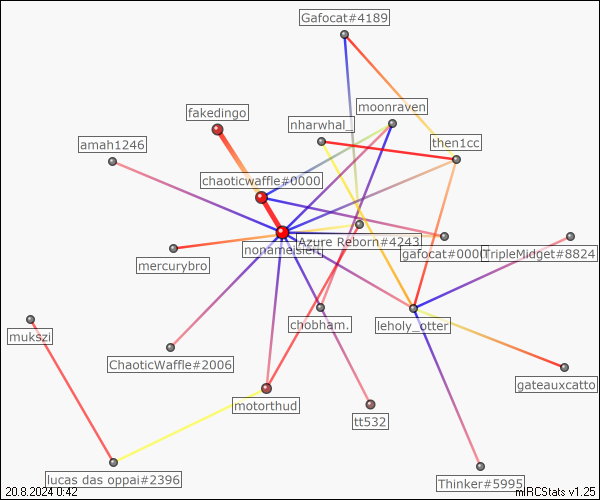 Gafocat#4189
moonraven
fakedingo
nharwhal_
then1cc
amah1246
chaoticwaffle#0000
Azure Reborn#4243
gafocat#000
TripleMidget#8824
mercurybro
chobham.
leholy_otter
mukszi
ChaoticWaffle#2006
gateauxcatto
motorthud
tt532
lucas das oppai#2396
Thinker#5995
20.8.2024 0:42
mIRCStats v1.25